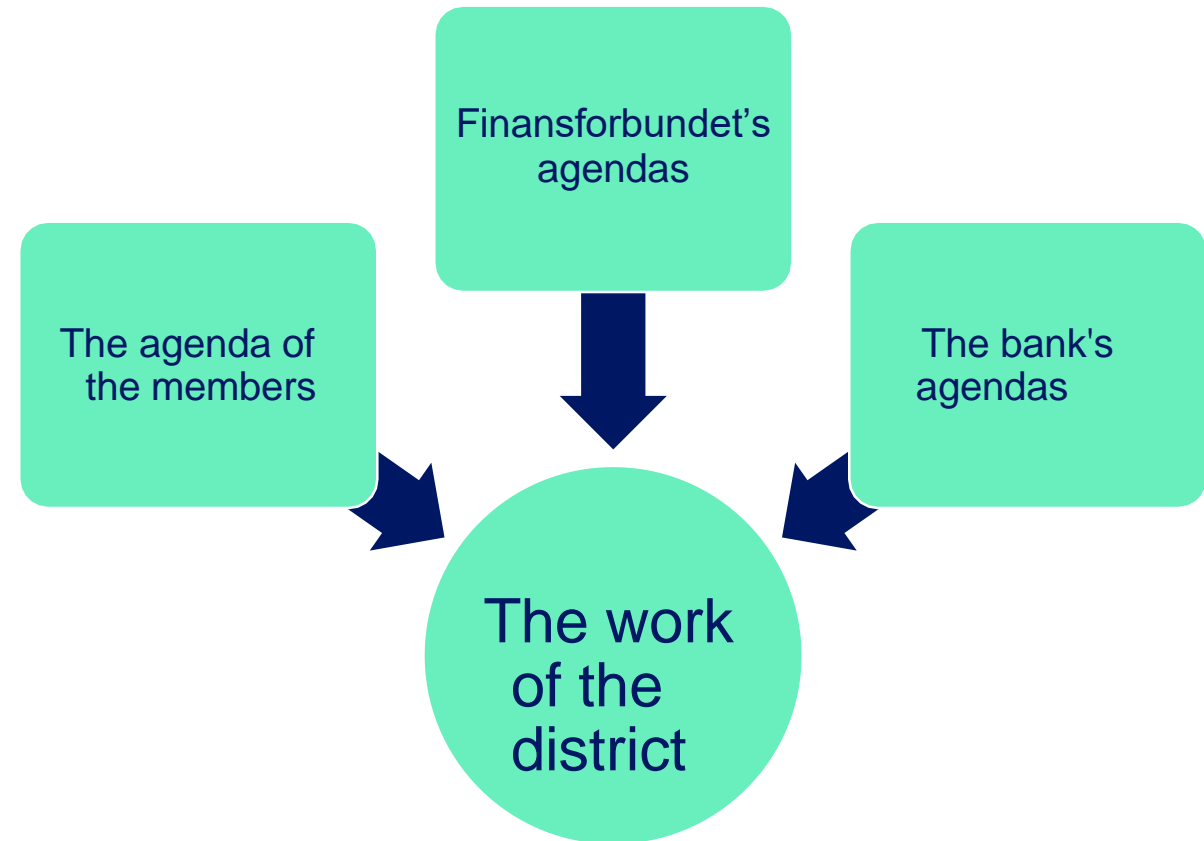 Finansforbundet’s
agendas
The agenda of
the members
The bank's
agendas
The work
of the
district